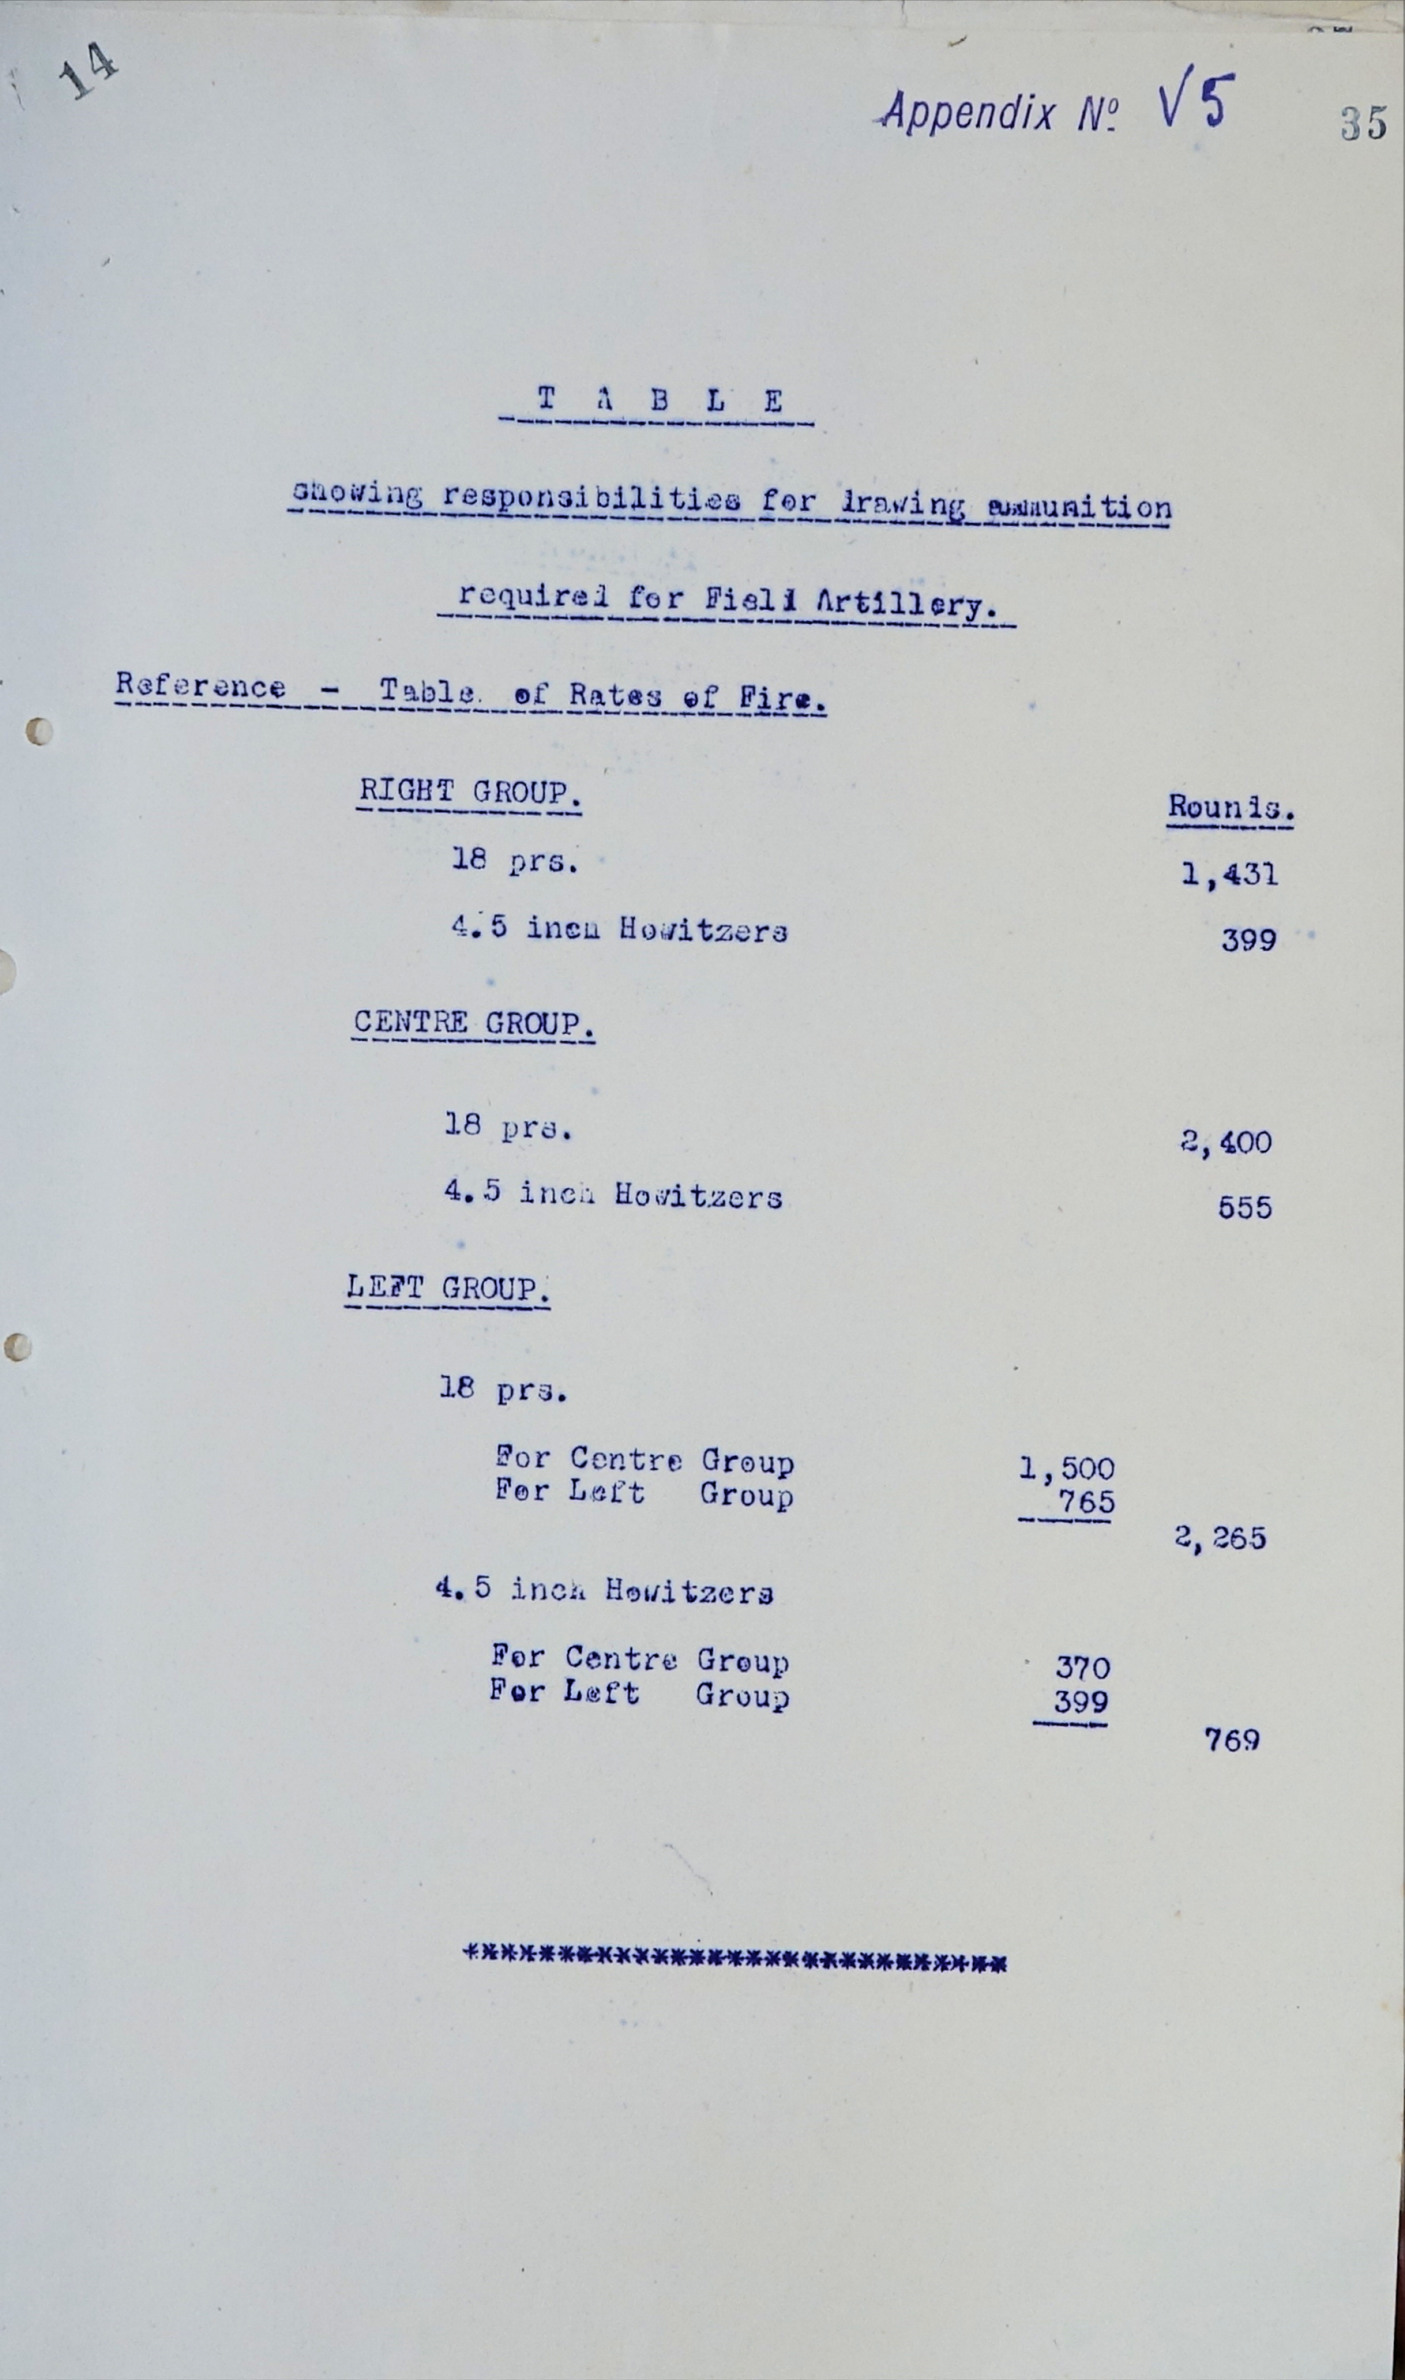 14
Appendix Nº V5
35
T A B L E
showing responsibilities for drawing ammunition
required for Field Artillery.
Reference - Table of Rates of Fire.
RIGHT GROUP.
Rounds.
18 prs. 1,431
4.5 inch Howitzers 399
CENTRE GROUP.
18 prs. 2,400
4.5 inch Howitzers 555
LEFT GROUP.
18 prs.
For Centre Group 1,500
For Left Group 765
2,265
4.5 inch Howitzers
For Centre Group 370
For Left Group 399
769
*****************************